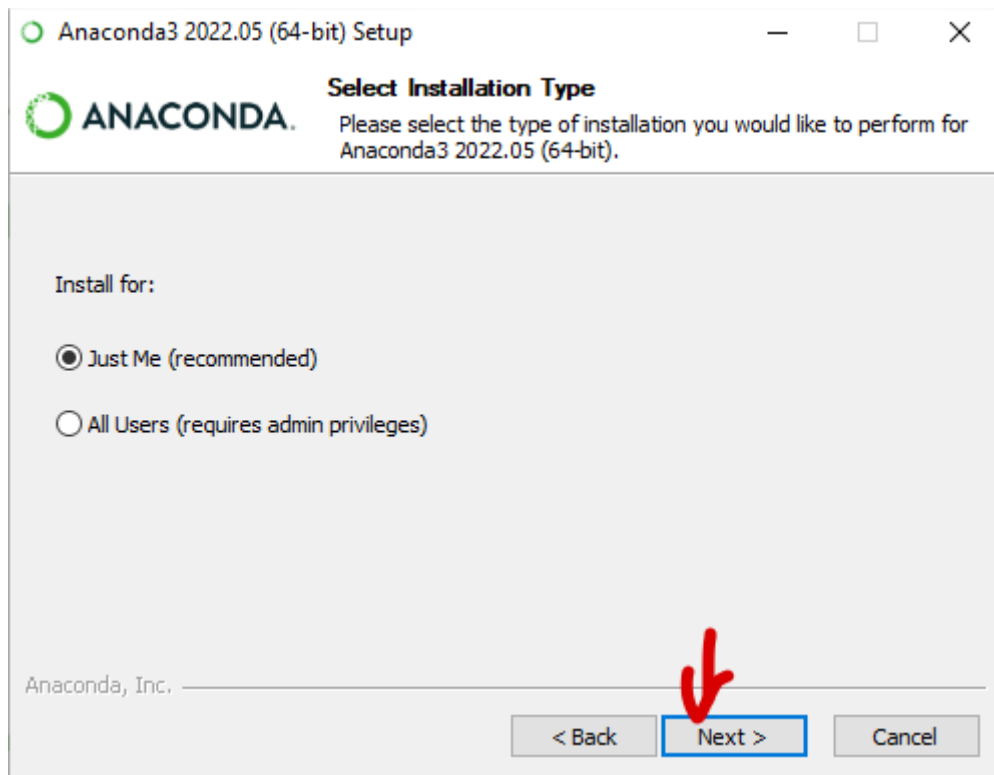 Anaconda3 2022.05 (64-bit) Setup
ANACONDA.
Select Installation Type
Please select the type of installation you would like to perform for
Anaconda3 2022.05 (64-bit).
Install for:
Just Me (recommended)
All Users (requires admin privileges)
Anaconda, Inc.
< Back Next > Cancel